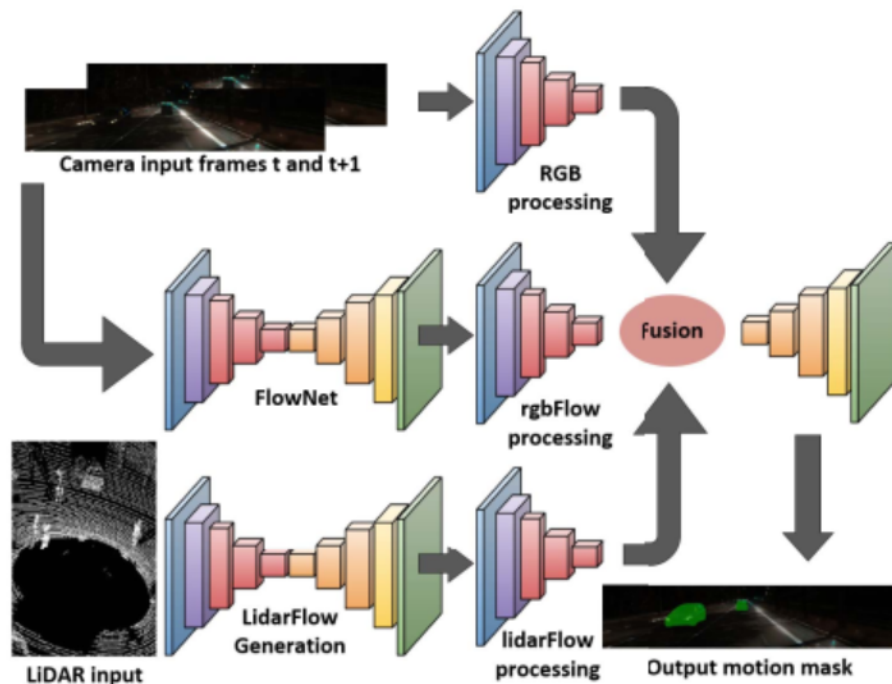 Camera input frames t and t+1
RGB
processing
FlowNet
rgbFlow
processing
Fusion
LiDAR input
LidarFlow
Generation
lidarFlow
processing
Output motion mask